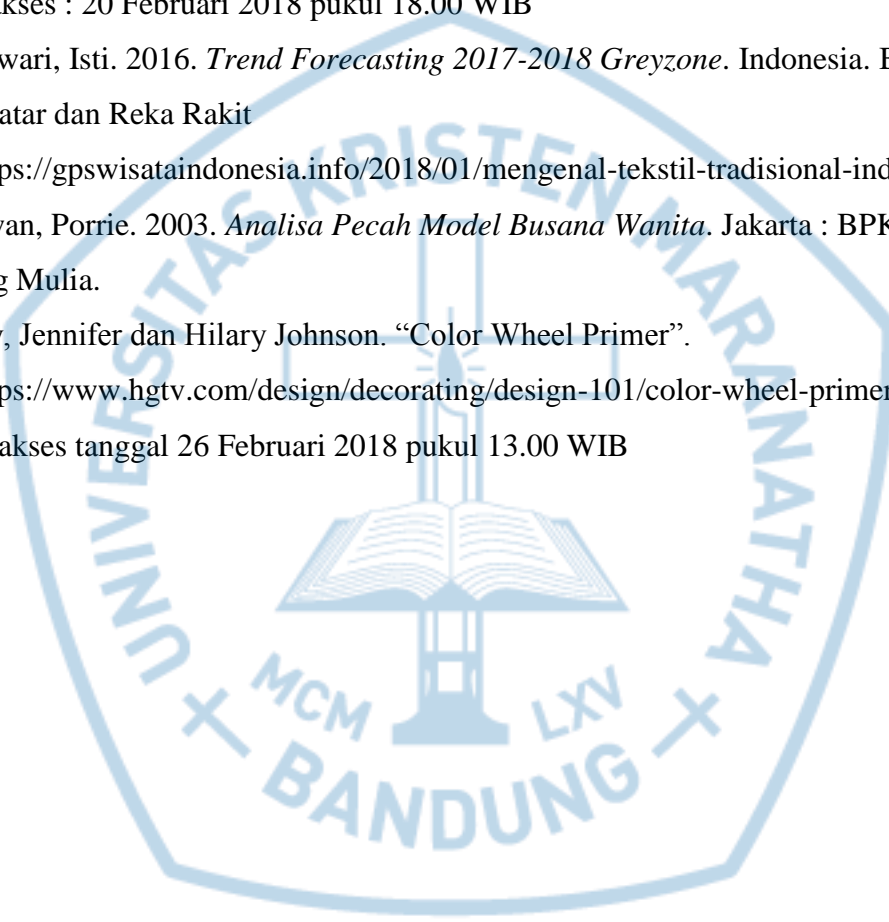 akses : 20 Februari 2018 pukul 18.00 WIB
wari, Isti. 2016. Trend Forecasting 2017-2018 Greyzone. Indonesia.
atar dan Reka Rakit
ps://gpswisataindonesia.info/2018/01/mengenal-tekstil-tradisional-ind
wan, Porrie. 2003. Analisa Pecah Model Busana Wanita. Jakarta : BPK
g Mulia.
, Jennifer dan Hilary Johnson. “Color Wheel Primer”.
ps://www.hgtv.com/design/decorating/design-101/color-wheel-primer
akses tanggal 26 Februari 2018 pukul 13.00 WIB
UNIVERSITAS KRISTEN MARANATHA
MCM LXV
BANDUNG